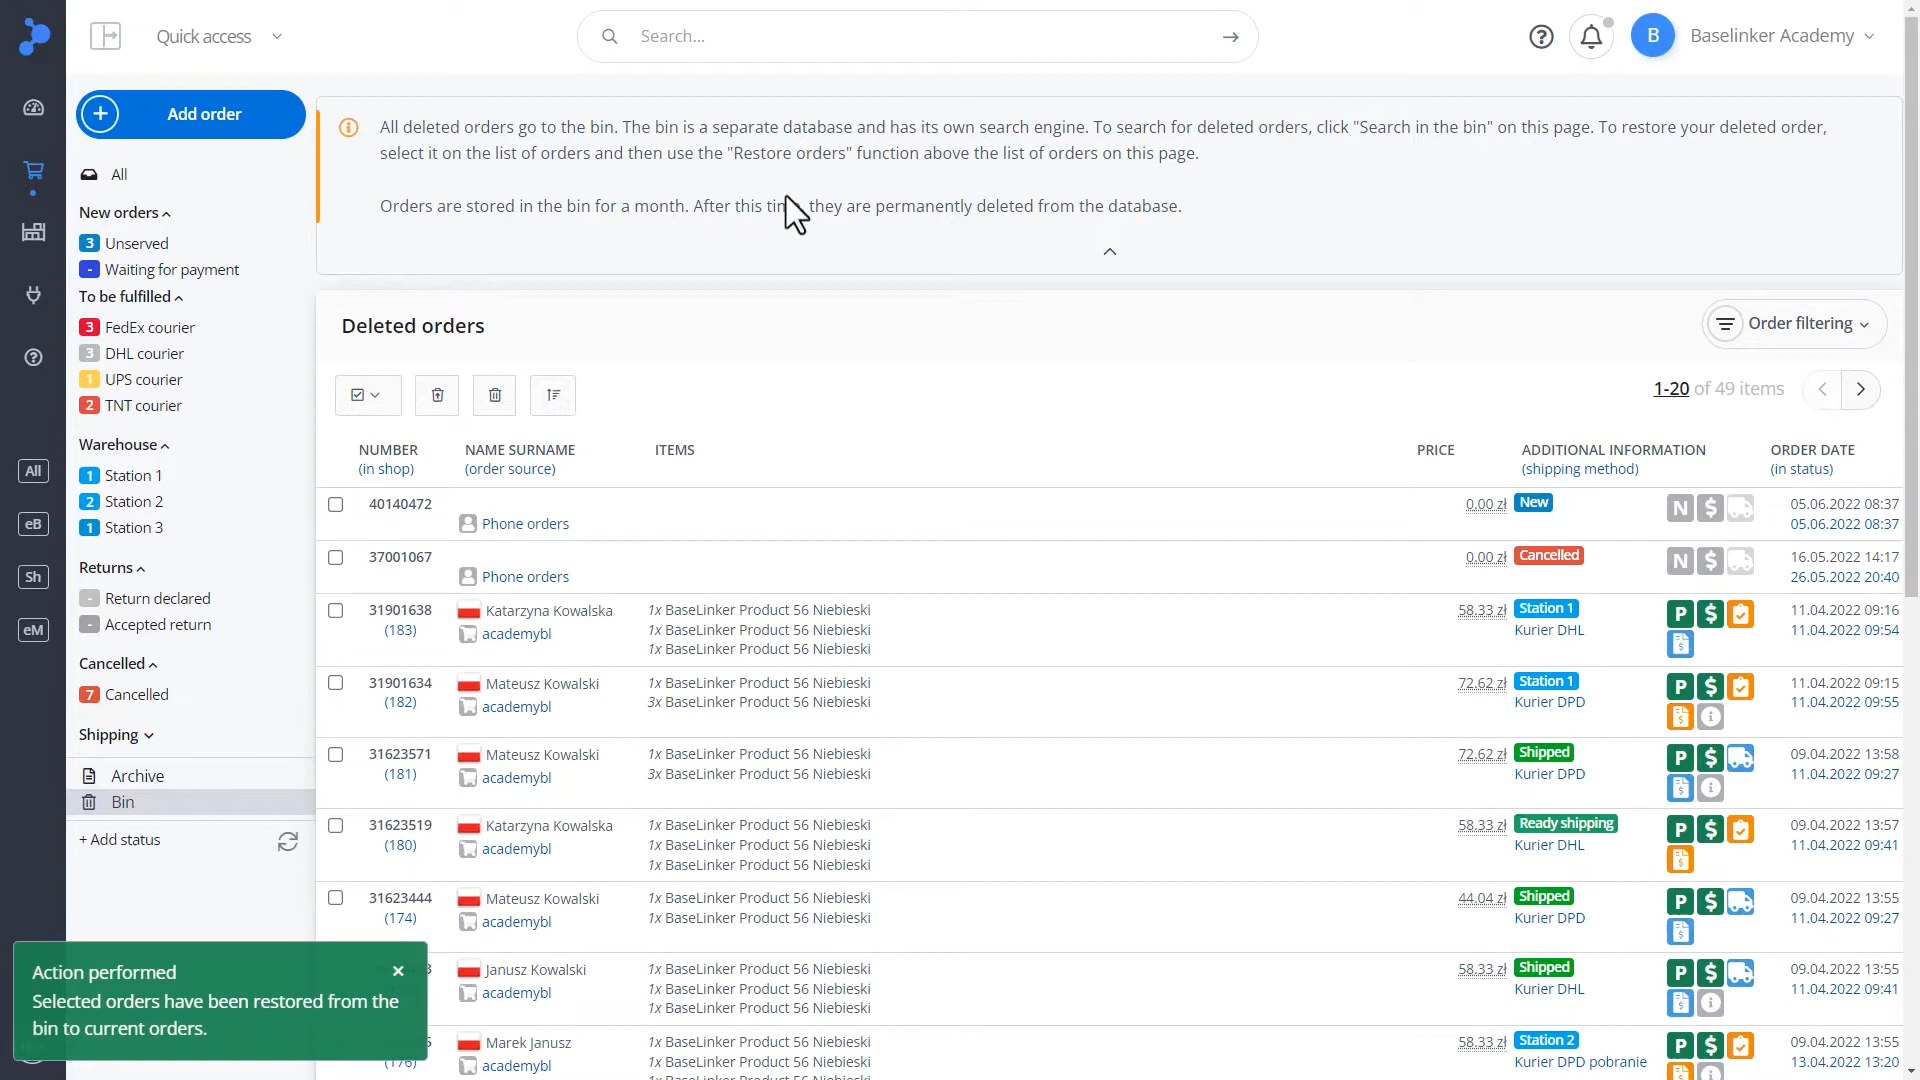 Quick access
Search...
B
Baselinker Academy
Add order
All
New orders
3 Unserved
- Waiting for payment
To be fulfilled
3 FedEx courier
3 DHL courier
1 UPS courier
2 TNT courier
Warehouse
1 Station 1
2 Station 2
1 Station 3
Returns
- Return declared
- Accepted return
Cancelled
7 Cancelled
Shipping
Archive
Bin
+ Add status
All
eB
Sh
eM
All deleted orders go to the bin. The bin is a separate database and has its own search engine. To search for deleted orders, click "Search in the bin" on this page. To restore your deleted order,
select it on the list of orders and then use the "Restore orders" function above the list of orders on this page.
Orders are stored in the bin for a month. After this they are permanently deleted from the database.
Deleted orders
Order filtering
1-20 of 49 items
NUMBER NAME SURNAME ITEMS PRICE ADDITIONAL INFORMATION ORDER DATE
(in shop) (order source) (shipping method) (in status)
40140472 0.00 zł New N $ 05.06.2022 08:37
Phone orders 05.06.2022 08:37
37001067 0.00 zł Cancelled N $ 16.05.2022 14:17
Phone orders 26.05.2022 20:40
31901638 Katarzyna Kowalska 1x BaseLinker Product 56 Niebieski 58.33 zł Station 1 P $ 11.04.2022 09:16
(183) academybl 1x BaseLinker Product 56 Niebieski Kurier DHL 11.04.2022 09:54
1x BaseLinker Product 56 Niebieski
31901634 Mateusz Kowalski 1x BaseLinker Product 56 Niebieski 72.62 zł Station 1 P $ 11.04.2022 09:15
(182) academybl 3x BaseLinker Product 56 Niebieski Kurier DPD 11.04.2022 09:55
31623571 Mateusz Kowalski 1x BaseLinker Product 56 Niebieski 72.62 zł Shipped P $ 09.04.2022 13:58
(181) academybl 3x BaseLinker Product 56 Niebieski Kurier DPD 11.04.2022 09:27
31623519 Katarzyna Kowalska 1x BaseLinker Product 56 Niebieski 58.33 zł Ready shipping P $ 09.04.2022 13:57
(180) academybl 1x BaseLinker Product 56 Niebieski Kurier DHL 11.04.2022 09:41
1x BaseLinker Product 56 Niebieski
31623444 Mateusz Kowalski 1x BaseLinker Product 56 Niebieski 44.04 zł Shipped P $ 09.04.2022 13:55
(174) academybl 1x BaseLinker Product 56 Niebieski Kurier DPD 11.04.2022 09:27
3 Janusz Kowalski 1x BaseLinker Product 56 Niebieski 58.33 zł Shipped P $ 09.04.2022 13:55
academybl 1x BaseLinker Product 56 Niebieski Kurier DHL 11.04.2022 09:41
1x BaseLinker Product 56 Niebieski
Marek Janusz 1x BaseLinker Product 56 Niebieski 58.33 zł Station 2 P $ 09.04.2022 13:55
(176) academybl 1x BaseLinker Product 56 Niebieski Kurier DPD pobranie 13.04.2022 13:20
1x BaseLinker Product 56 Niebieski
Action performed
Selected orders have been restored from the
bin to current orders.